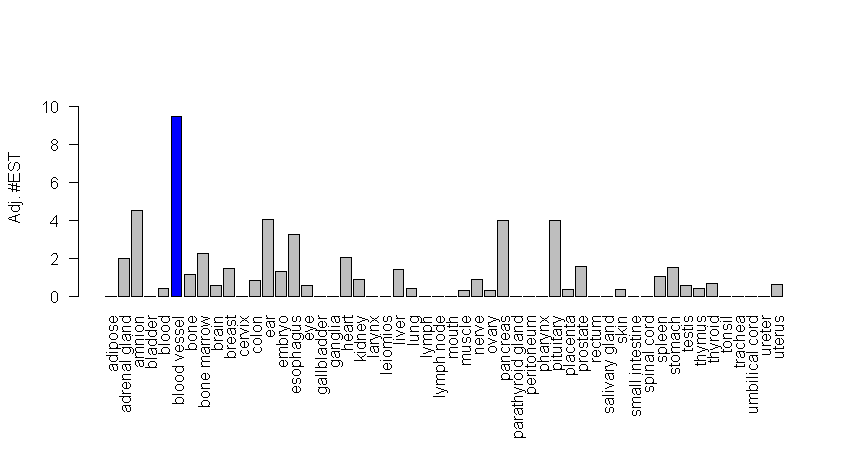 Adj. #EST
10
8
6
4
2
0
adipose
adrenal gland
amnion
bladder
blood
blood vessel
bone
bone marrow
brain
breast
cervix
colon
ear
embryo
esophagus
eye
gallbladder
ganglia
heart
kidney
larynx
leiomios
liver
lung
lymph
lymph node
mouth
muscle
nerve
ovary
pancreas
parathyroid gland
peritoneum
pharynx
pituitary
placenta
prostate
rectum
salivary gland
skin
small intestine
spinal cord
spleen
stomach
testis
thymus
thyroid
tonsil
trachea
umbilical cord
ureter
uterus